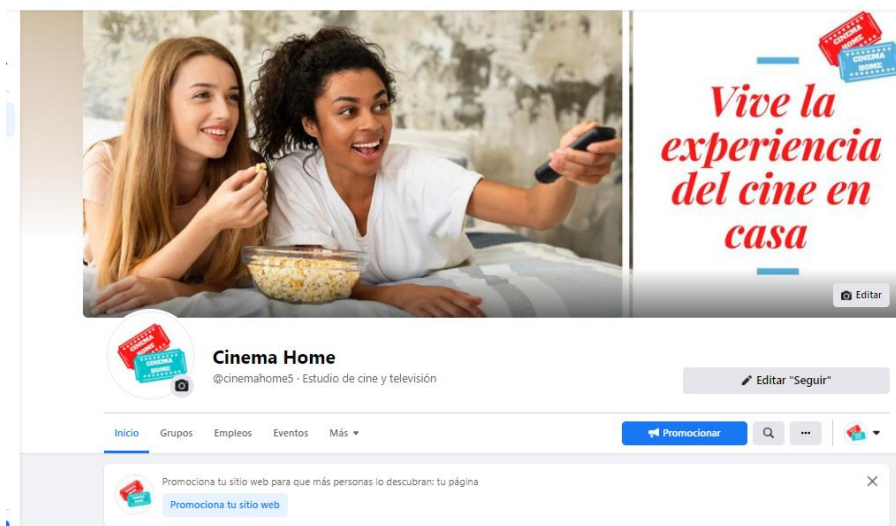 CINEMA
HOME
CINEMA
HOME
Vive la
experiencia
del cine en
casa
Editar
CINEMA
HOME
CINEMA
HOME
Cinema Home
@cinemahome5 · Estudio de cine y televisión
Editar "Seguir"
Inicio Grupos Empleos Eventos Más
Promocionar
Promociona tu sitio web para que más personas lo descubran: tu página
Promociona tu sitio web